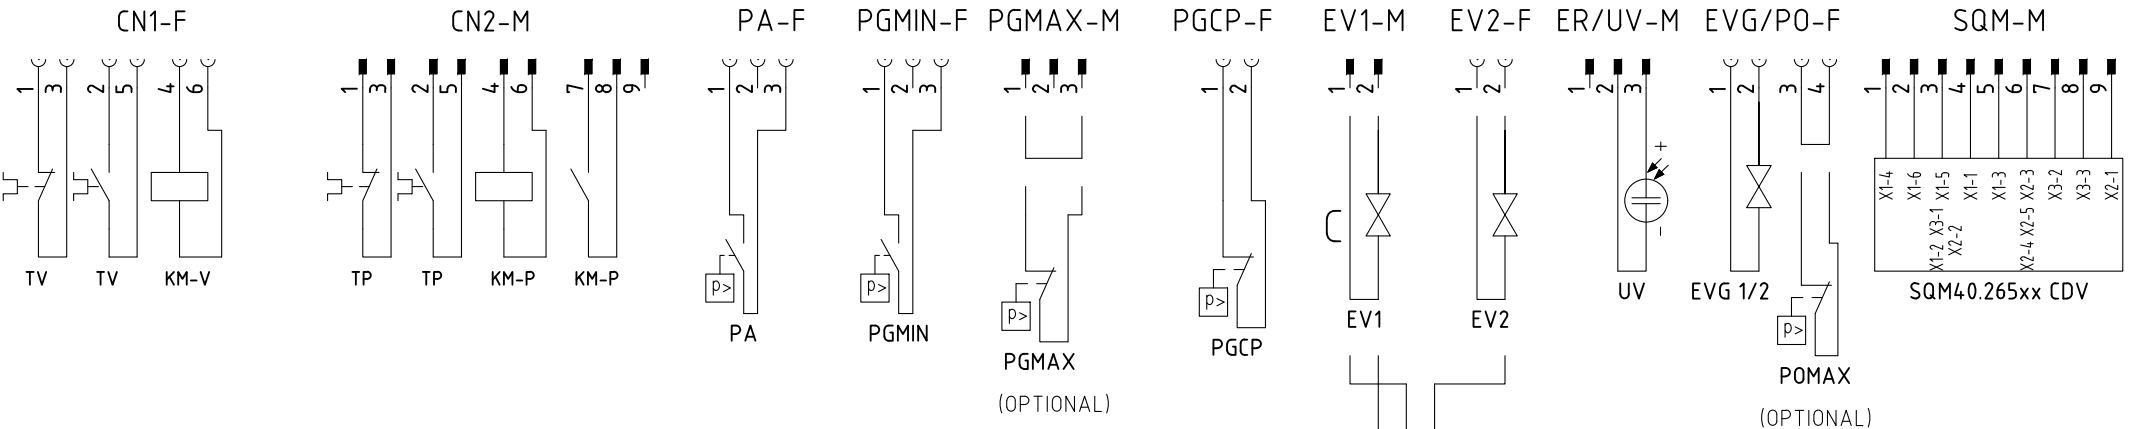 CN1-F CN2-M PA-F PGMIN-F PGMAX-M PGCP-F EV1-M EV2-F ER/UV-M EVG/PO-F SQM-M
1 3 2 5 4 6 1 3 2 5 4 6 7 8 9 1 2 3 1 2 3 1 2 3 1 2 1 2 1 2 1 2 3 1 2 3 4 1 2 3 4 5 6 7 8 9
+
X1-4 X1-6 X1-5 X1-1 X1-3 X2-3 X3-2 X3-3 X2-1
-
X1-2 X3-1 X2-2 X2-4 X2-5
TV TV KM-V TP TP KM-P KM-P
p> p> p> p> p>
UV EVG 1/2 SQM40.265xx CDV
EV1 EV2
PA PGMIN PGMAX PGCP POMAX
(OPTIONAL) (OPTIONAL)